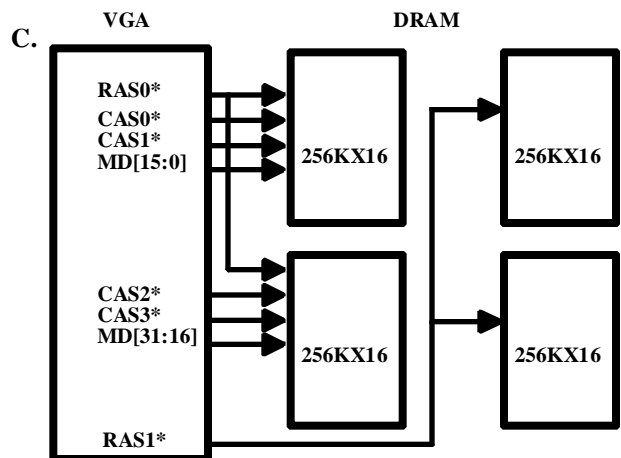 VGA
DRAM
C.
RAS0*
CAS0*
CAS1*
MD[15:0]
256KX16
256KX16
CAS2*
CAS3*
MD[31:16]
256KX16
256KX16
RAS1*